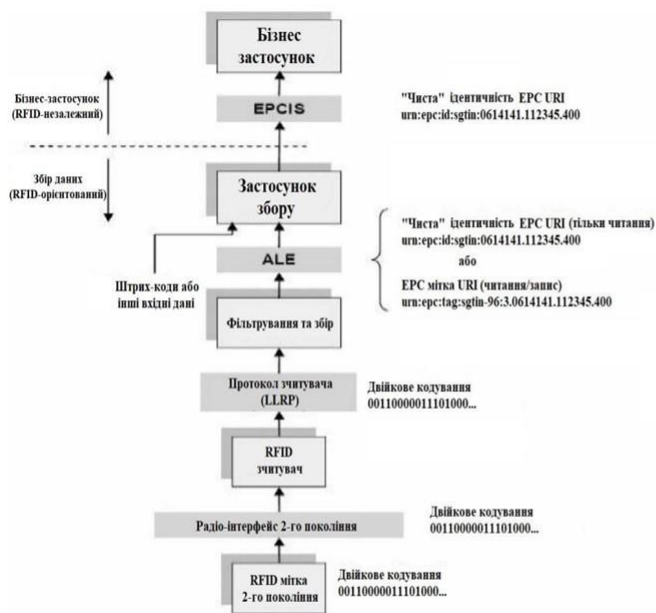 Бізнес
застосунок
Бізнес-застосунок
(RFID-незалежний)
EPCIS
"Чиста" ідентичність EPC URI
urn:epc:id:sgtin:0614141.112345.400
Збір даних
(RFID-орієнтований)
Застосунок
збору
"Чиста" ідентичність EPC URI (тільки читання)
urn:epc:id:sgtin:0614141.112345.400
або
ALE
Штрих-коди або
інші вхідні дані
EPC мітка URI (читання/запис)
urn:epc:tag:sgtin-96:3.0614141.112345.400
Фільтрування та збір
Протокол зчитувача
(LLRP)
Двійкове кодування
00110000011101000...
RFID
зчитувач
Радіо-інтерфейс 2-го покоління
Двійкове кодування
00110000011101000...
RFID мітка
2-го покоління
Двійкове кодування
00110000011101000...